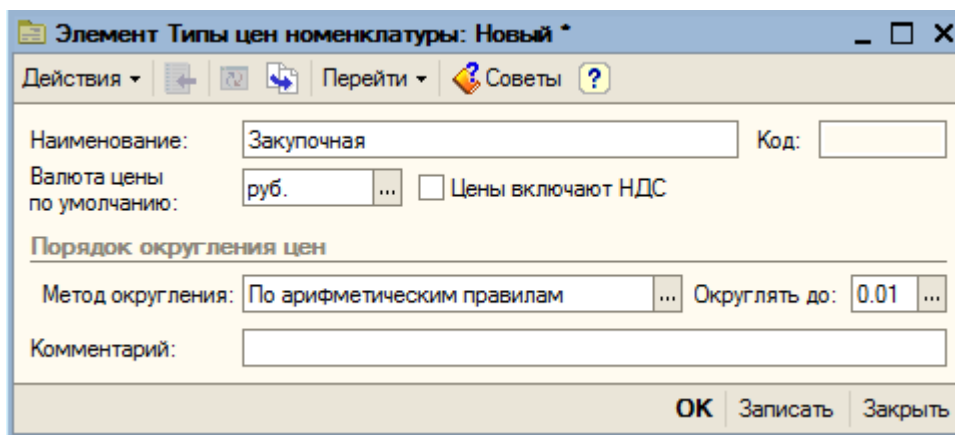 Элемент Типы цен номенклатуры: Новый *
Действия Перейти Советы ?
Наименование: Закупочная Код:
Валюта цены
по умолчанию: руб. ... Цены включают НДС
Порядок округления цен
Метод округления: По арифметическим правилам ... Округлять до: 0.01 ...
Комментарий:
OK Записать Закрыть